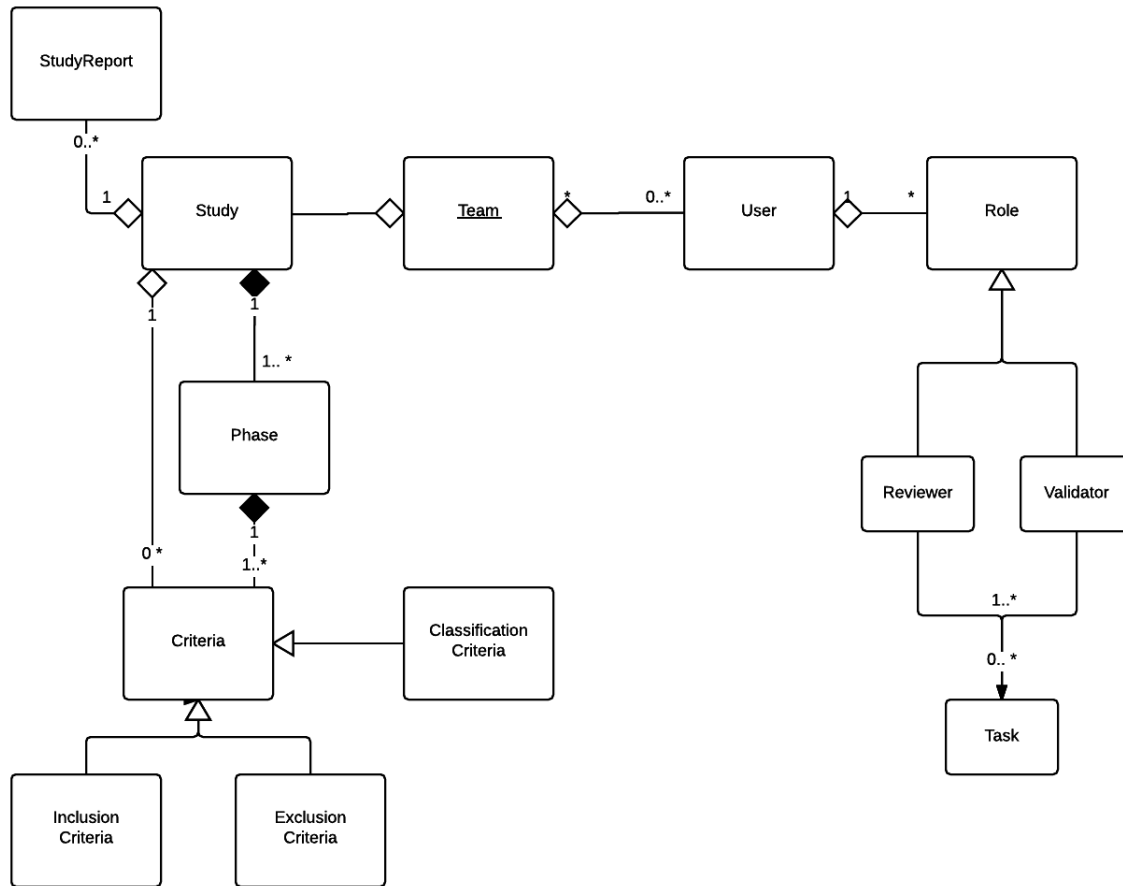 StudyReport
0..*
1
Study
Team
*
0..*
User
1
*
Role
1
1
1.. *
Phase
Reviewer
Validator
1
0 *
1..*
1..*
Criteria
Classification
Criteria
0.. *
Task
Inclusion
Criteria
Exclusion
Criteria